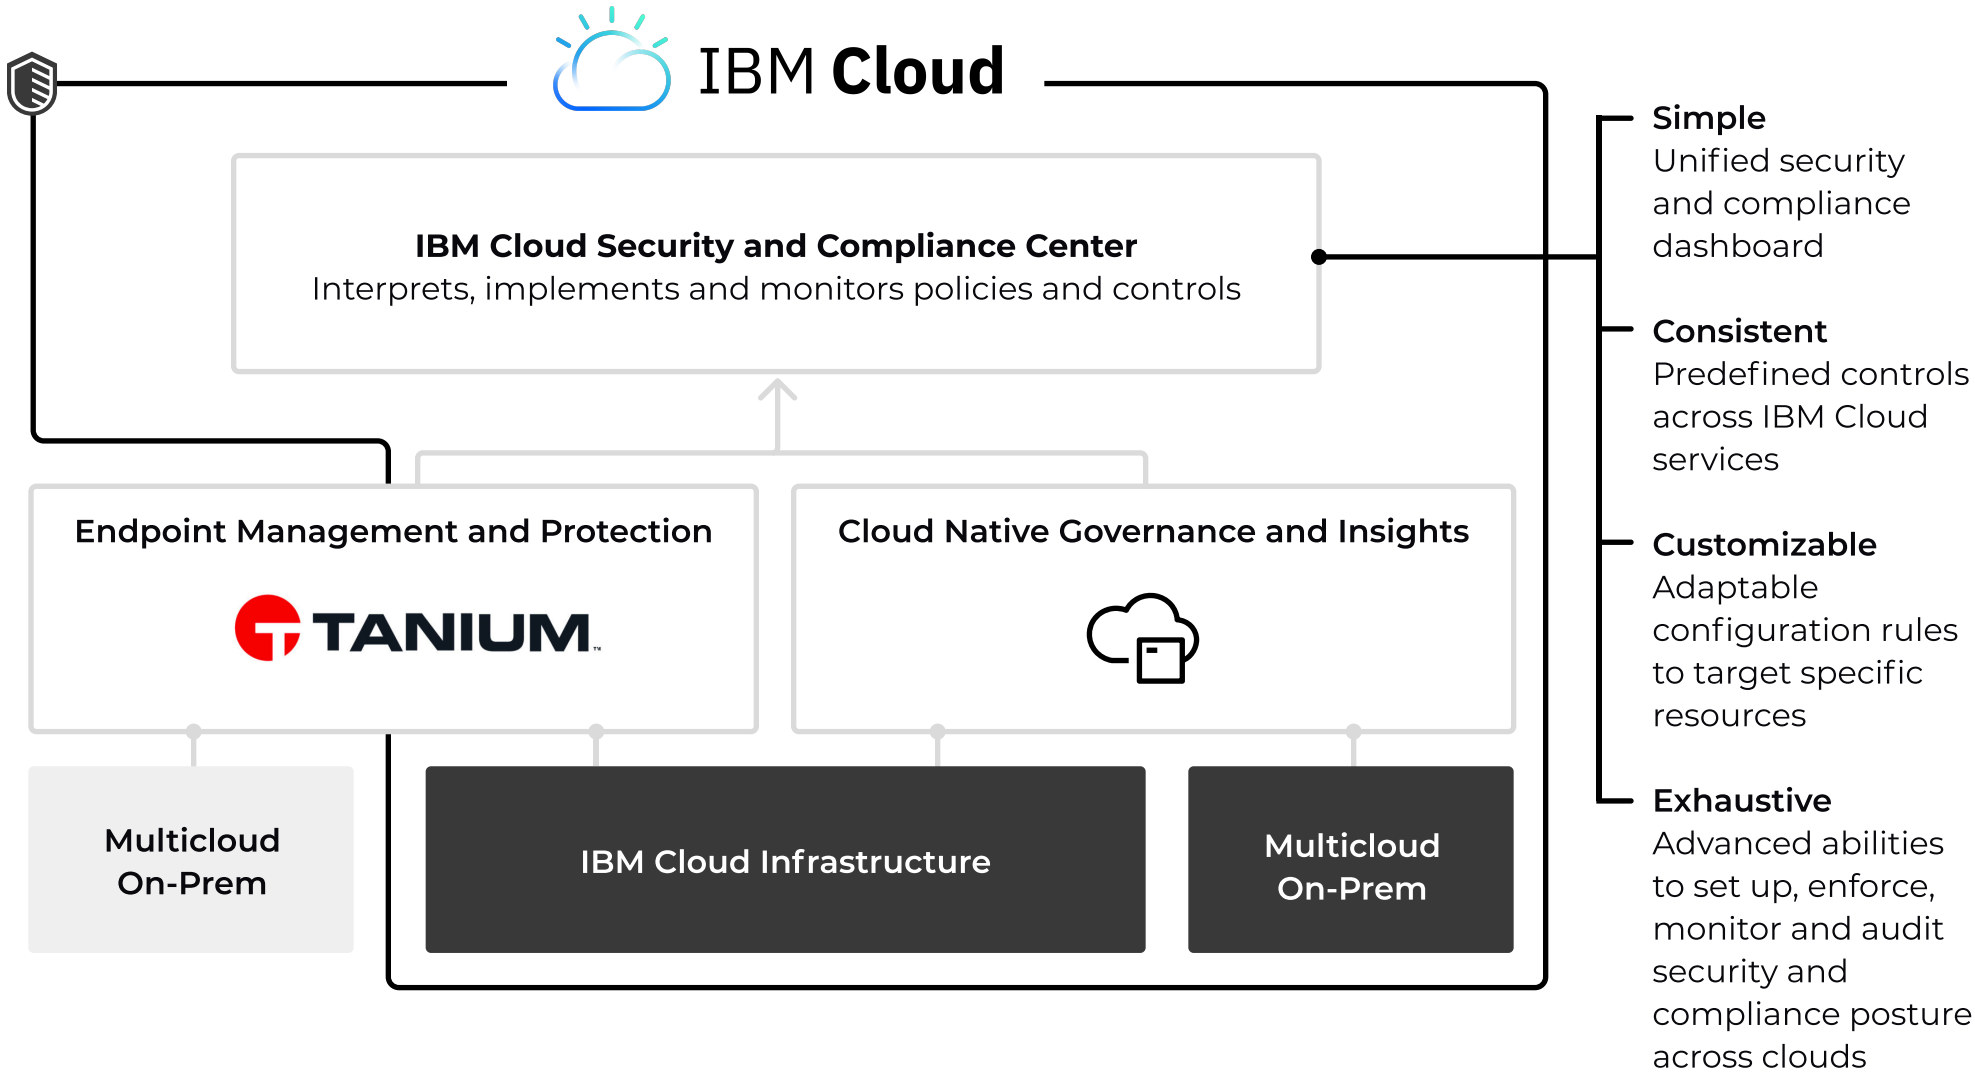 IBM Cloud
IBM Cloud Security and Compliance Center
Interprets, implements and monitors policies and controls
Endpoint Management and Protection
TANIUM™
Cloud Native Governance and Insights
Multicloud
On-Prem
IBM Cloud Infrastructure
Multicloud
On-Prem
Simple
Unified security
and compliance
dashboard
Consistent
Predefined controls
across IBM Cloud
services
Customizable
Adaptable
configuration rules
to target specific
resources
Exhaustive
Advanced abilities
to set up, enforce,
monitor and audit
security and
compliance posture
across clouds